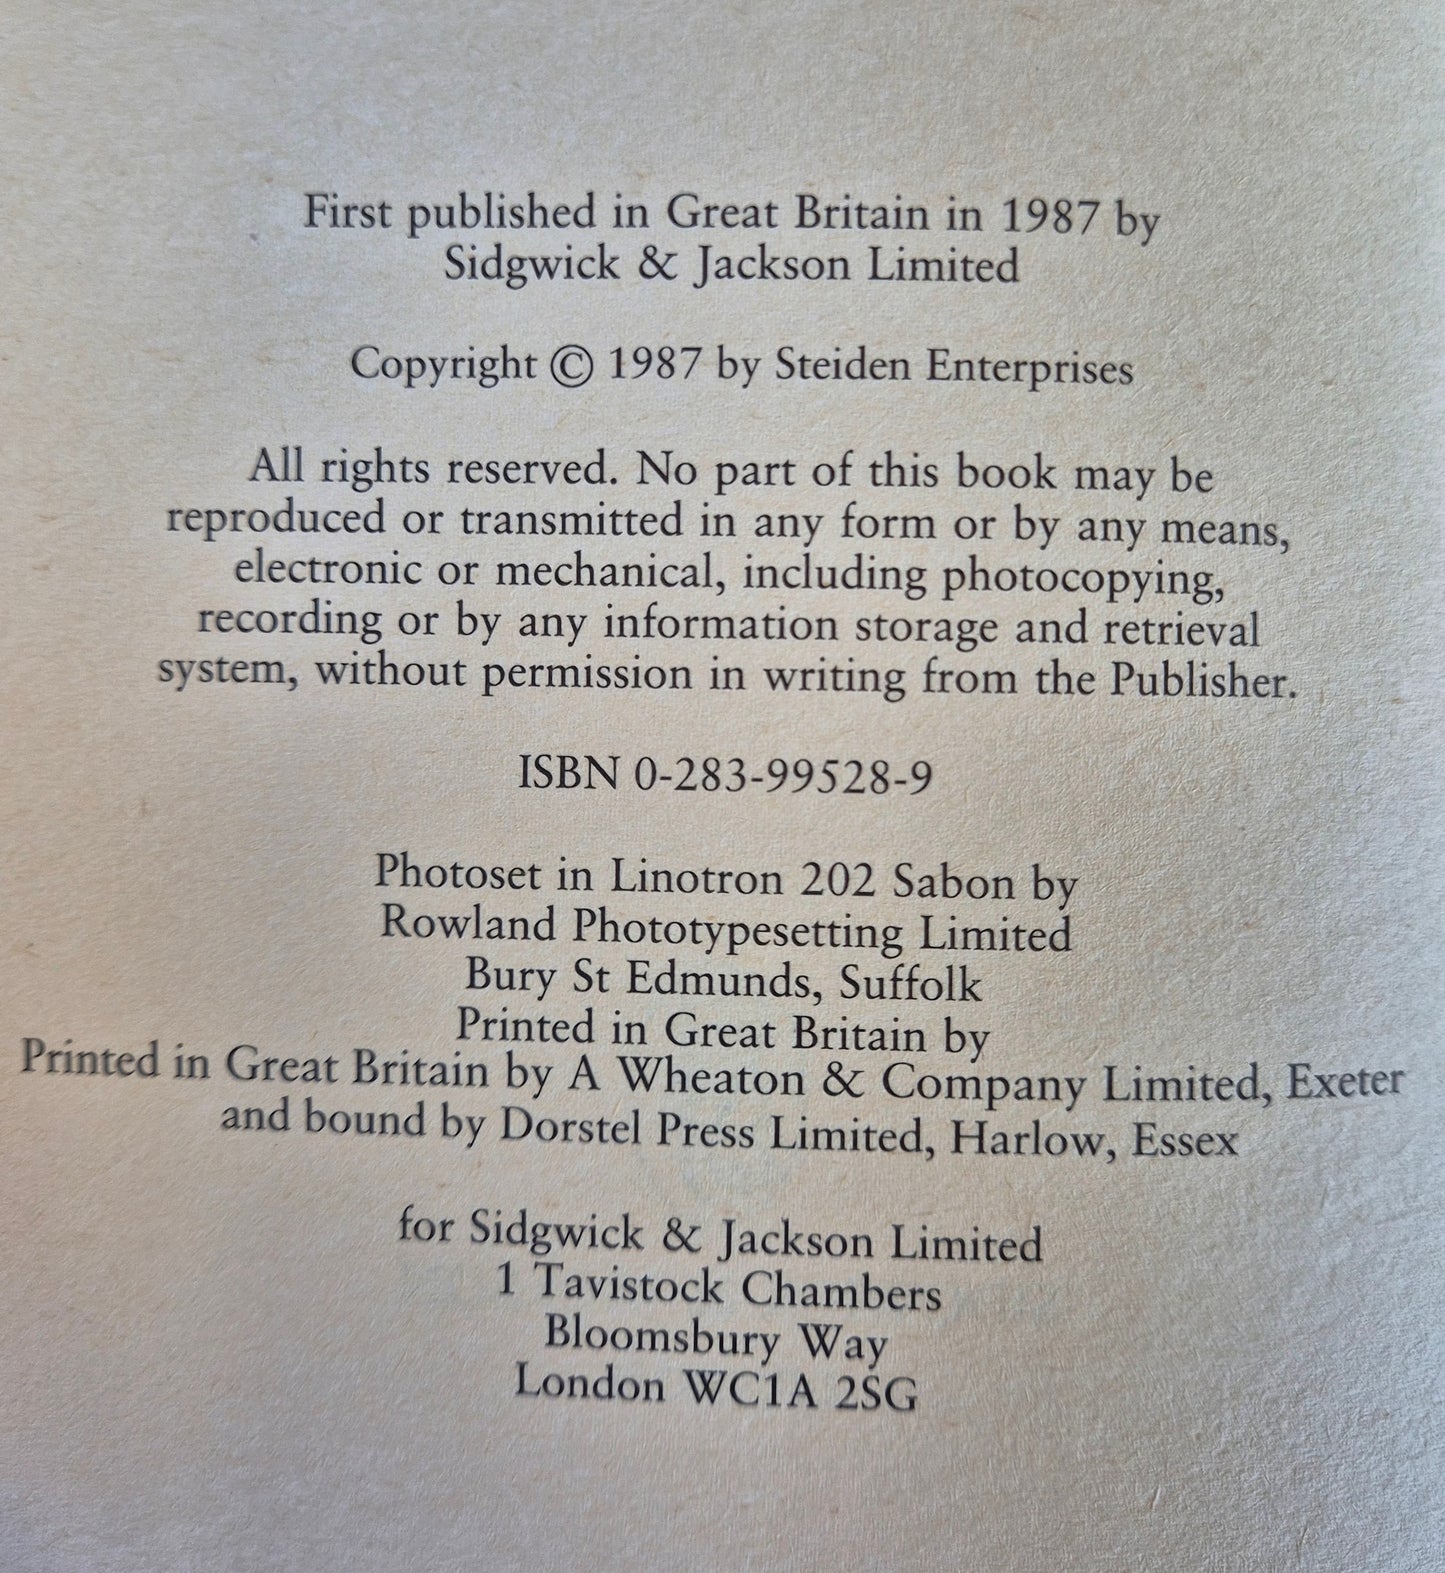 First published in Great Britain in 1987 by
Sidgwick & Jackson Limited
Copyright © 1987 by Steiden Enterprises
All rights reserved. No part of this book may be
reproduced or transmitted in any form or by any means,
electronic or mechanical, including photocopying,
recording or by any information storage and retrieval
system, without permission in writing from the Publisher.
ISBN 0-283-99528-9
Photoset in Linotron 202 Sabon by
Rowland Phototypesetting Limited
Bury St Edmunds, Suffolk
Printed in Great Britain by
Printed in Great Britain by A Wheaton & Company Limited, Exeter
and bound by Dorstel Press Limited, Harlow, Essex
for Sidgwick & Jackson Limited
1 Tavistock Chambers
Bloomsbury Way
London WC1A 2SG